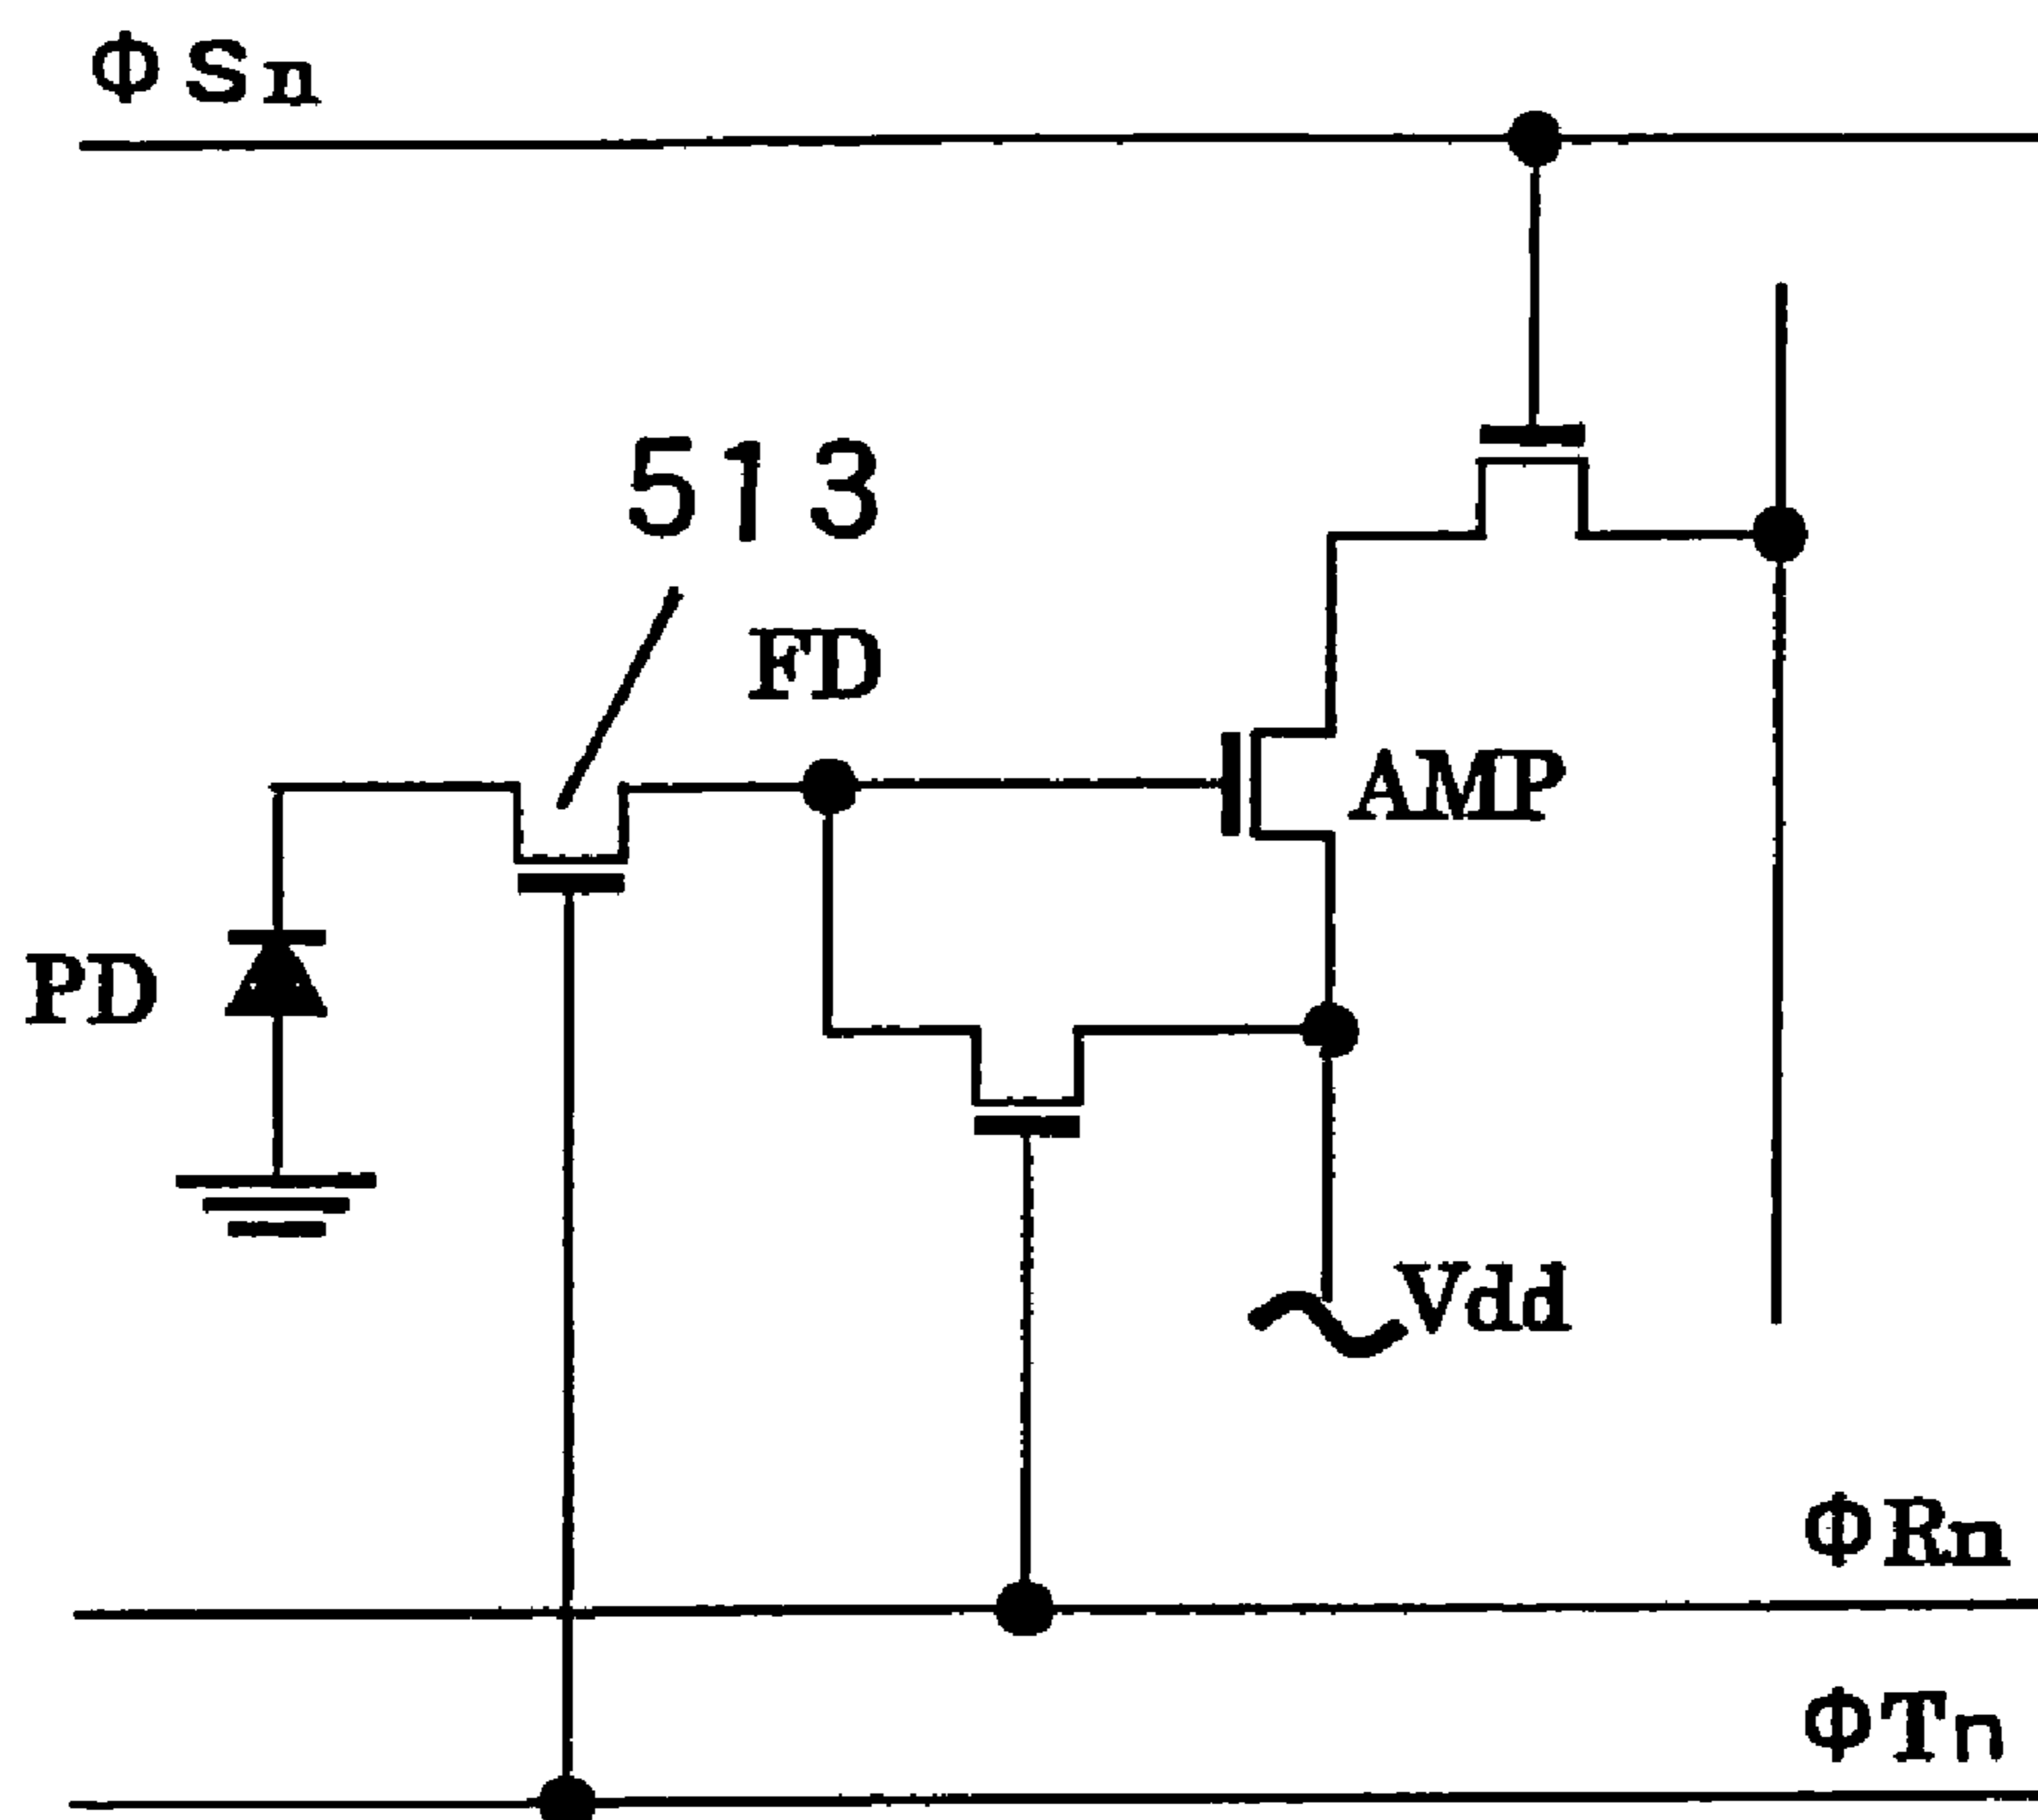 ΦSn
513
FD
AMP
PD
Vdd
ΦRn
ΦTn